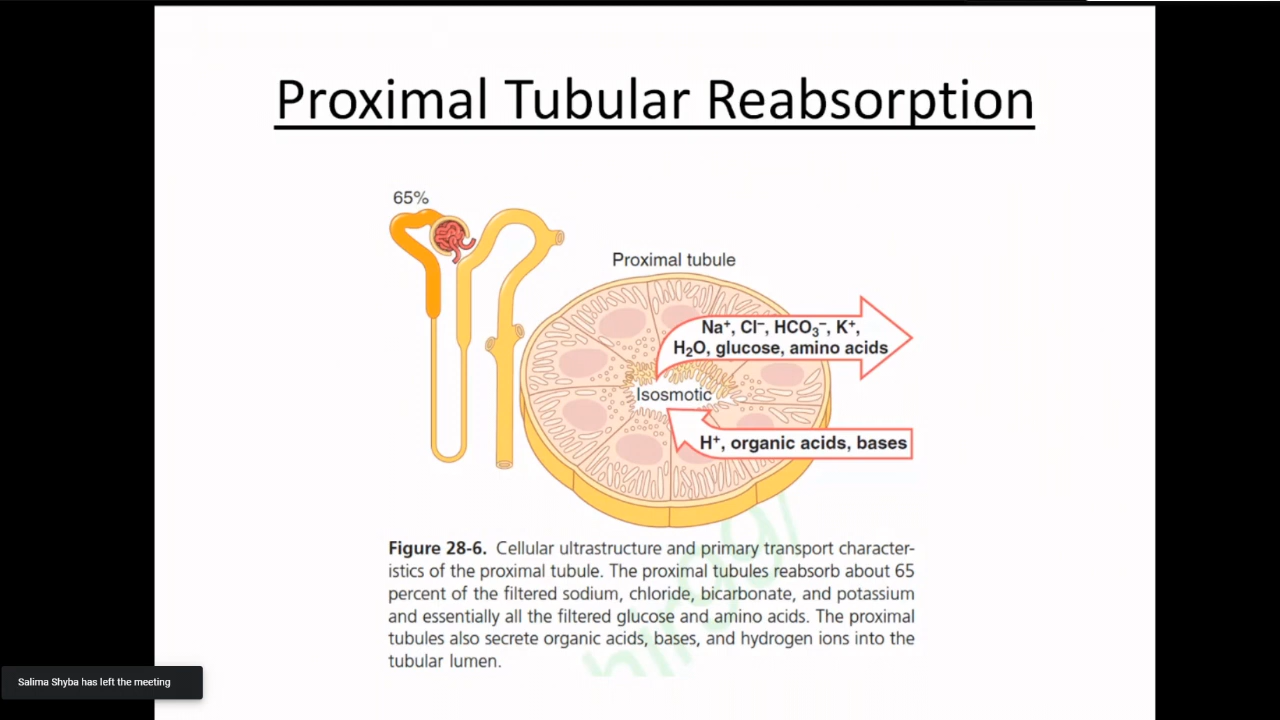 Proximal Tubular Reabsorption
65%
Proximal tubule
Na⁺, Cl⁻, HCO₃⁻, K⁺,
H₂O, glucose, amino acids
Isosmotic
H⁺, organic acids, bases
Figure 28-6. Cellular ultrastructure and primary transport character-
istics of the proximal tubule. The proximal tubules reabsorb about 65
percent of the filtered sodium, chloride, bicarbonate, and potassium
and essentially all the filtered glucose and amino acids. The proximal
tubules also secrete organic acids, bases, and hydrogen ions into the
tubular lumen.
Salima Shyba has left the meeting